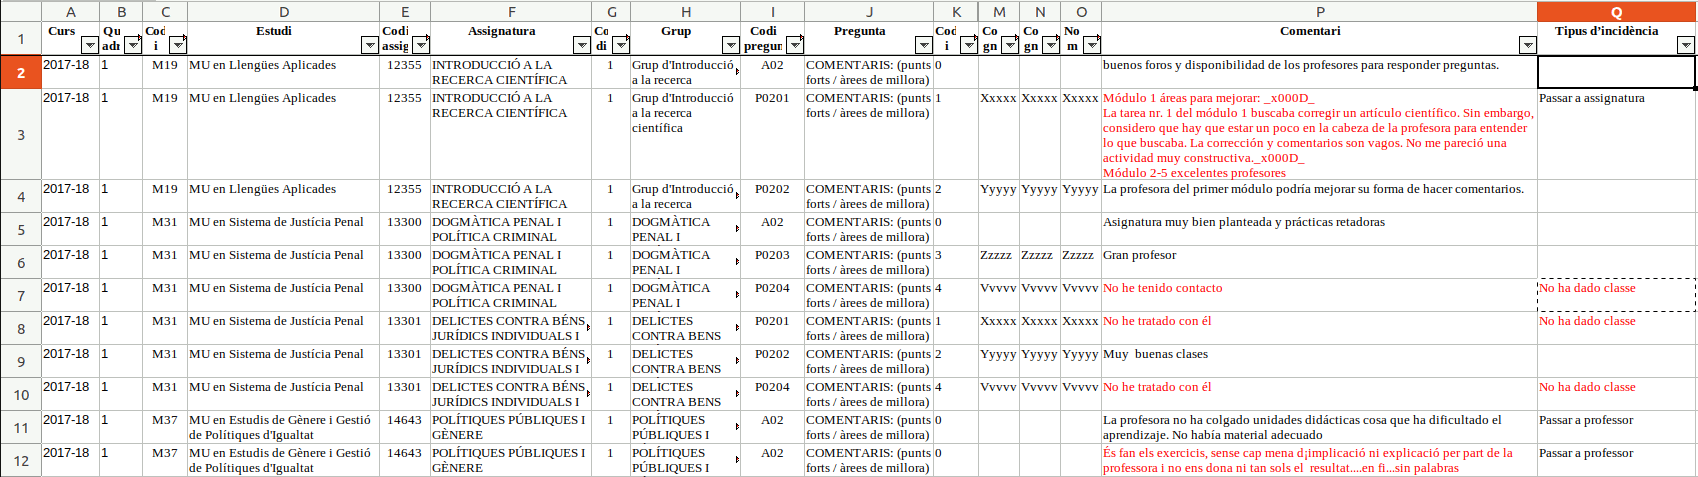 A B C D E F G H I J K L M N O P Q
1 Curs Qu adı Cod i Estudi Codi assig Assignatura Co di Grup Codi pregun Pregunta Cod i Co gn Co gn No m Comentari Tipus d’incidència
2 2017-18 1 M19 MU en Llengües Aplicades 12355 INTRODUCCIÓ A LA 1 Grup d'Introducció A02 COMENTARIS: (punts 0 buenos foros y disponibilidad de los profesores para responder preguntas.
RECERCA CIENTÍFICA a la recerca forts / àrees de millora)
3 2017-18 1 M19 MU en Llengües Aplicades 12355 INTRODUCCIÓ A LA 1 Grup d'Introducció P0201 COMENTARIS: (punts 1 Xxxxx Xxxxx Xxxxx Módulo 1 áreas para mejorar: _x000D_ Passar a assignatura
RECERCA CIENTÍFICA a la recerca forts / àrees de millora) La tarea nr. 1 del módulo 1 buscaba corregir un artículo científico. Sin embargo,
científica considero que hay que estar un poco en la cabeza de la profesora para entender
lo que buscaba. La corrección y comentarios son vagos. No me pareció una
actividad muy constructiva._x000D_
Módulo 2-5 excelentes profesores
4 2017-18 1 M19 MU en Llengües Aplicades 12355 INTRODUCCIÓ A LA 1 Grup d'Introducció P0202 COMENTARIS: (punts 2 Yyyyy Yyyyy Yyyyy La profesora del primer módulo podría mejorar su forma de hacer comentarios.
RECERCA CIENTÍFICA a la recerca forts / àrees de millora)
5 2017-18 1 M31 MU en Sistema de Justícia Penal 13300 DOGMÀTICA PENAL I 1 DOGMÀTICA A02 COMENTARIS: (punts 0 Asignatura muy bien planteada y prácticas retadoras
POLÍTICA CRIMINAL PENAL I forts / àrees de millora)
6 2017-18 1 M31 MU en Sistema de Justícia Penal 13300 DOGMÀTICA PENAL I 1 DOGMÀTICA P0203 COMENTARIS: (punts 3 Zzzzz Zzzzz Zzzzz Gran profesor
POLÍTICA CRIMINAL PENAL I forts / àrees de millora)
7 2017-18 1 M31 MU en Sistema de Justícia Penal 13300 DOGMÀTICA PENAL I 1 DOGMÀTICA P0204 COMENTARIS: (punts 4 Vvvvv Vvvvv Vvvvv No he tenido contacto No ha dado classe
POLÍTICA CRIMINAL PENAL I forts / àrees de millora)
8 2017-18 1 M31 MU en Sistema de Justícia Penal 13301 DELICTES CONTRA BÉNS 1 DELICTES P0201 COMENTARIS: (punts 1 Xxxxx Xxxxx Xxxxx No he tratado con él No ha dado classe
JURÍDICS INDIVIDUALS I CONTRA BENS forts / àrees de millora)
9 2017-18 1 M31 MU en Sistema de Justícia Penal 13301 DELICTES CONTRA BÉNS 1 DELICTES P0202 COMENTARIS: (punts 2 Yyyyy Yyyyy Yyyyy Muy buenas clases
JURÍDICS INDIVIDUALS I CONTRA BENS forts / àrees de millora)
10 2017-18 1 M31 MU en Sistema de Justícia Penal 13301 DELICTES CONTRA BÉNS 1 DELICTES P0204 COMENTARIS: (punts 4 Vvvvv Vvvvv Vvvvv No he tratado con él No ha dado classe
JURÍDICS INDIVIDUALS I CONTRA BENS forts / àrees de millora)
11 2017-18 1 M37 MU en Estudis de Gènere i Gestió 14643 POLÍTIQUES PÚBLIQUES I 1 POLÍTIQUES A02 COMENTARIS: (punts 0 La profesora no ha colgado unidades didácticas cosa que ha dificultado el Passar a professor
de Polítiques d'Igualtat GÈNERE PÚBLIQUES I forts / àrees de millora) aprendizaje. No había material adecuado
12 2017-18 1 M37 MU en Estudis de Gènere i Gestió 14643 POLÍTIQUES PÚBLIQUES I 1 POLÍTIQUES A02 COMENTARIS: (punts 0 És fan els exercicis, sense cap mena d¡implicació ni explicació per part de la Passar a professor
de Polítiques d'Igualtat GÈNERE PÚBLIQUES I forts / àrees de millora) professora i no ens dona ni tan sols el resultat....en fi...sin palabras